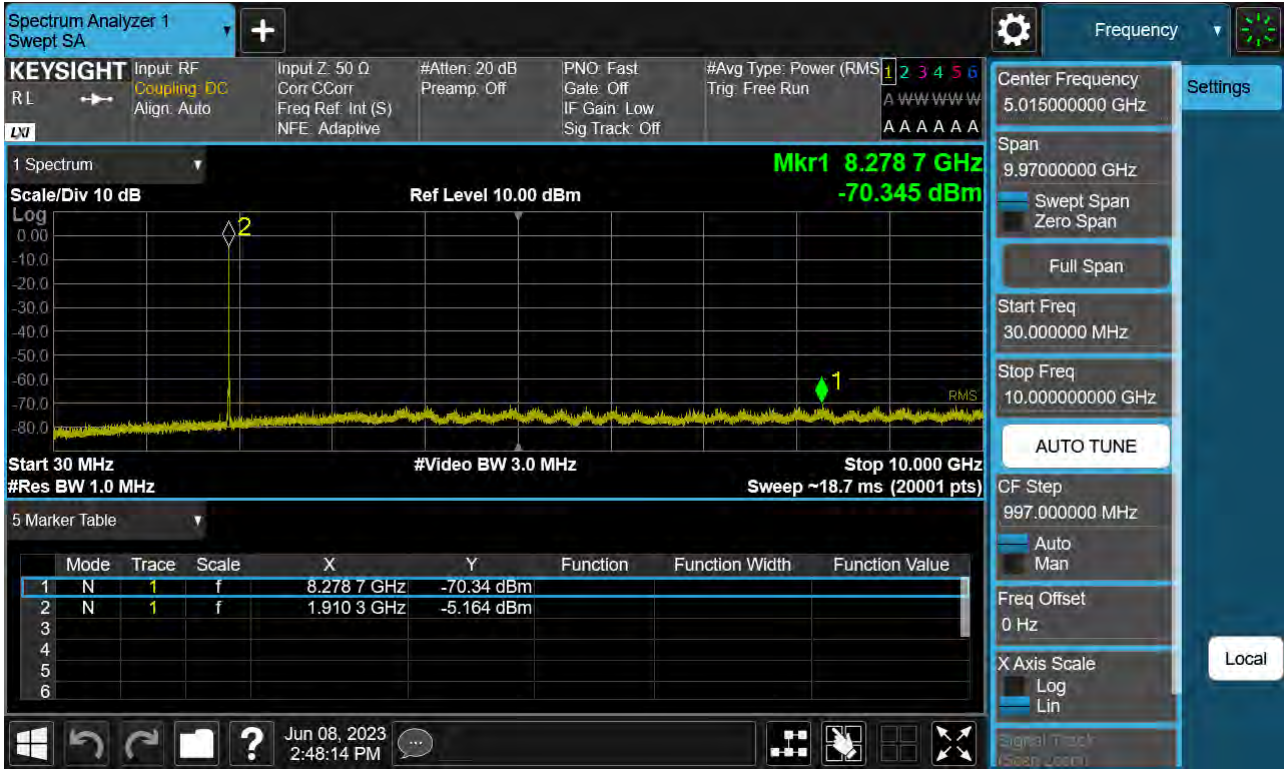 Spectrum Analyzer 1
Swept SA
+
Frequency
KEYSIGHT
RL
LXI
Input: RF
Coupling: DC
Align: Auto
Input Z: 50 Ω
Corr CCorr
Freq Ref: Int (S)
NFE: Adaptive
#Atten: 20 dB
Preamp: Off
PNO: Fast
Gate: Off
IF Gain: Low
Sig Track: Off
#Avg Type: Power (RMS
Trig: Free Run
1 2 3 4 5 6
A W W W W W
A A A A A A
1 Spectrum
Scale/Div 10 dB
Ref Level 10.00 dBm
Mkr1 8.278 7 GHz
-70.345 dBm
Log
0.00
-10.0
-20.0
-30.0
-40.0
-50.0
-60.0
-70.0
-80.0
2
1
RMS
Start 30 MHz
#Video BW 3.0 MHz
Stop 10.000 GHz
#Res BW 1.0 MHz
Sweep ~18.7 ms (20001 pts)
5 Marker Table
Mode Trace Scale X Y Function Function Width Function Value
1 N 1 f 8.278 7 GHz -70.34 dBm
2 N 1 f 1.910 3 GHz -5.164 dBm
3
4
5
6
Jun 08, 2023
2:48:14 PM
?
Center Frequency
5.015000000 GHz
Span
9.97000000 GHz
Swept Span
Zero Span
Full Span
Start Freq
30.000000 MHz
Stop Freq
10.000000000 GHz
AUTO TUNE
CF Step
997.000000 MHz
Auto
Man
Freq Offset
0 Hz
X Axis Scale
Log
Lin
Signal Track
(Span Zoom)
Settings
Local